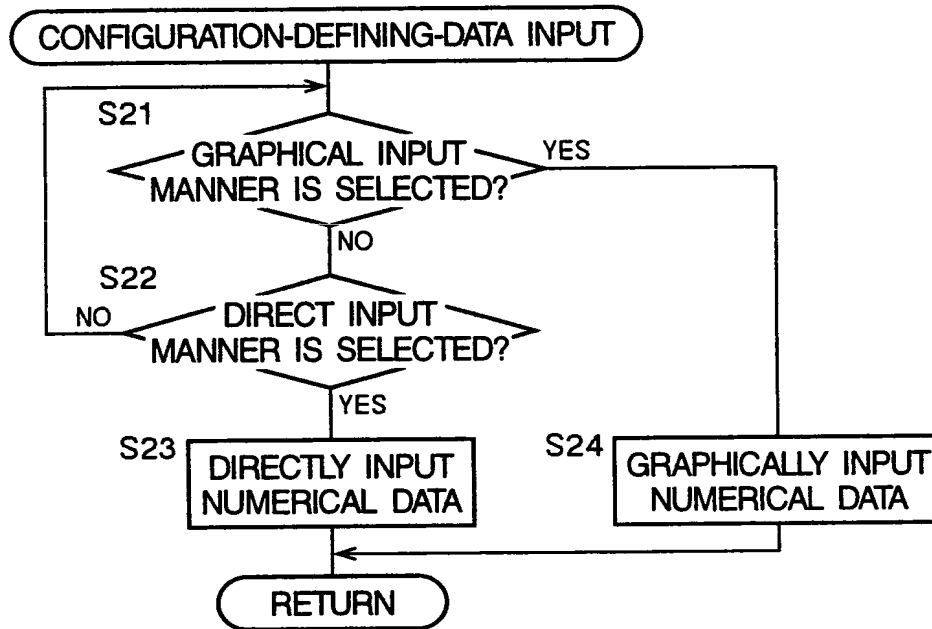 CONFIGURATION-DEFINING-DATA INPUT
S21
GRAPHICAL INPUT
MANNER IS SELECTED?
YES
NO
S22
DIRECT INPUT
MANNER IS SELECTED?
NO
YES
S23
DIRECTLY INPUT
NUMERICAL DATA
S24
GRAPHICALLY INPUT
NUMERICAL DATA
RETURN